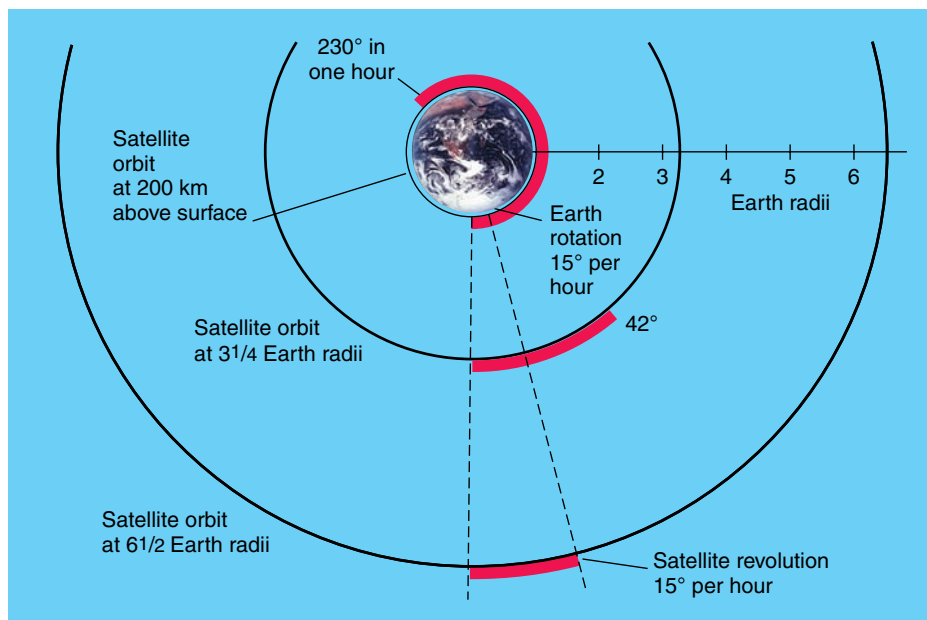 230° in
one hour
Satellite
orbit
at 200 km
above surface
2 3 4 5 6
Earth radii
Earth
rotation
15° per
hour
Satellite orbit
at 31/4 Earth radii
42°
Satellite orbit
at 61/2 Earth radii
Satellite revolution
15° per hour